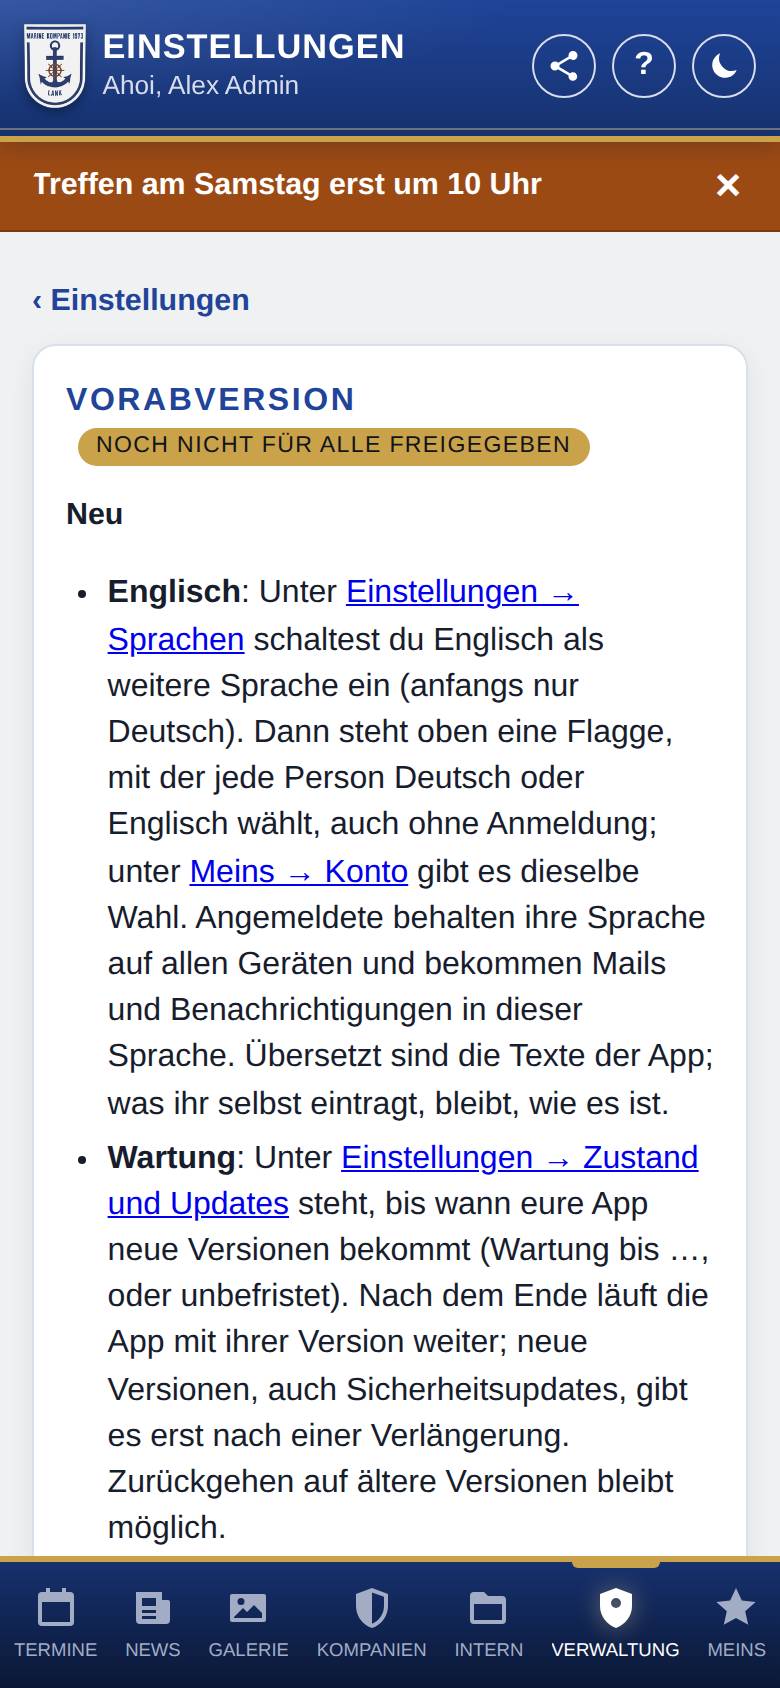 MARINE KOMPANIE 1973
LANK
EINSTELLUNGEN
Ahoi, Alex Admin
?
Treffen am Samstag erst um 10 Uhr
×
‹ Einstellungen
VORABVERSION
NOCH NICHT FÜR ALLE FREIGEGEBEN
Neu
• Englisch: Unter Einstellungen →
Sprachen schaltest du Englisch als
weitere Sprache ein (anfangs nur
Deutsch). Dann steht oben eine Flagge,
mit der jede Person Deutsch oder
Englisch wählt, auch ohne Anmeldung;
unter Meins → Konto gibt es dieselbe
Wahl. Angemeldete behalten ihre Sprache
auf allen Geräten und bekommen Mails
und Benachrichtigungen in dieser
Sprache. Übersetzt sind die Texte der App;
was ihr selbst eintragt, bleibt, wie es ist.
• Wartung: Unter Einstellungen → Zustand
und Updates steht, bis wann eure App
neue Versionen bekommt (Wartung bis …,
oder unbefristet). Nach dem Ende läuft die
App mit ihrer Version weiter; neue
Versionen, auch Sicherheitsupdates, gibt
es erst nach einer Verlängerung.
Zurückgehen auf ältere Versionen bleibt
möglich.
TERMINE NEWS GALERIE KOMPANIEN INTERN VERWALTUNG MEINS